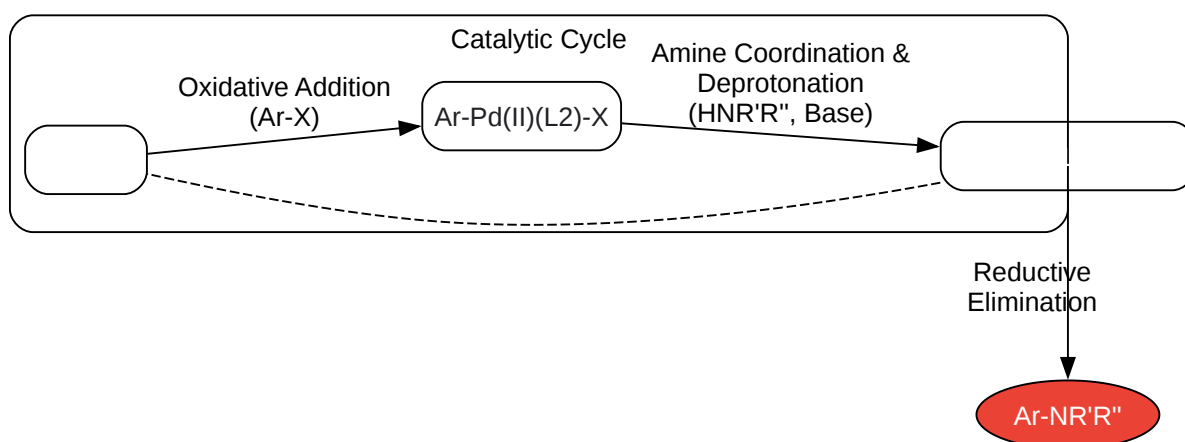 Catalytic Cycle
Oxidative Addition
(Ar-X)
Ar-Pd(II)(L2)-X
Amine Coordination &
Deprotonation
(HNR'R", Base)
Reductive
Elimination
Ar-NR'R"